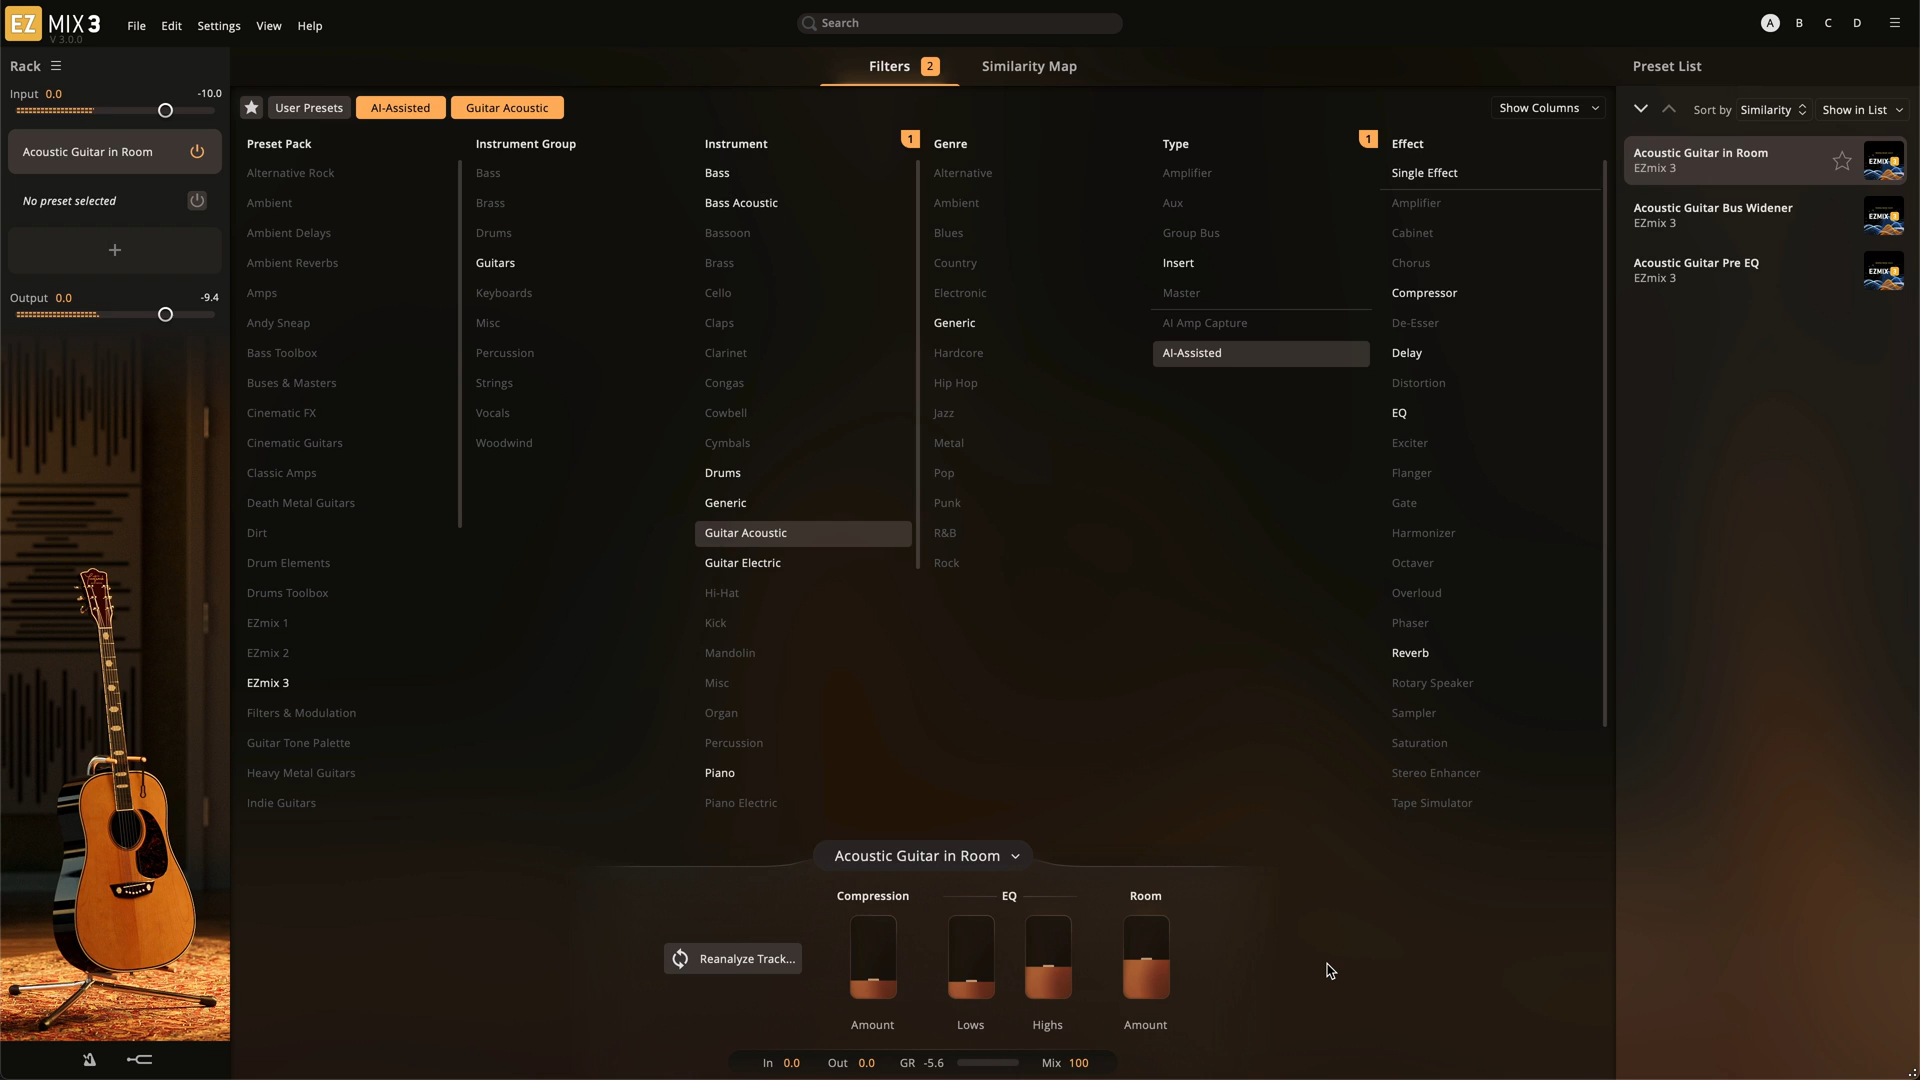 EZ MIX 3
V 3.0.0
File Edit Settings View Help
Search
A B C D
Rack
Input 0.0 -10.0
Acoustic Guitar in Room
No preset selected
+
Output 0.0 -9.4
Filters 2
Similarity Map
User Presets
AI-Assisted
Guitar Acoustic
Show Columns
Preset Pack
Alternative Rock
Ambient
Ambient Delays
Ambient Reverbs
Amps
Andy Sneap
Bass Toolbox
Buses & Masters
Cinematic FX
Cinematic Guitars
Classic Amps
Death Metal Guitars
Dirt
Drum Elements
Drums Toolbox
EZmix 1
EZmix 2
EZmix 3
Filters & Modulation
Guitar Tone Palette
Heavy Metal Guitars
Indie Guitars
Instrument Group
Bass
Brass
Drums
Guitars
Keyboards
Misc
Percussion
Strings
Vocals
Woodwind
Instrument 1
Bass
Bass Acoustic
Bassoon
Brass
Cello
Claps
Clarinet
Congas
Cowbell
Cymbals
Drums
Generic
Guitar Acoustic
Guitar Electric
Hi-Hat
Kick
Mandolin
Misc
Organ
Percussion
Piano
Piano Electric
Genre
Alternative
Ambient
Blues
Country
Electronic
Generic
Hardcore
Hip Hop
Jazz
Metal
Pop
Punk
R&B
Rock
Type 1
Amplifier
Aux
Group Bus
Insert
Master
AI Amp Capture
AI-Assisted
Effect
Single Effect
Amplifier
Cabinet
Chorus
Compressor
De-Esser
Delay
Distortion
EQ
Exciter
Flanger
Gate
Harmonizer
Octaver
Overloud
Phaser
Reverb
Rotary Speaker
Sampler
Saturation
Stereo Enhancer
Tape Simulator
Preset List
Sort by Similarity Show in List
Acoustic Guitar in Room
EZmix 3
EZMIX 3
Acoustic Guitar Bus Widener
EZmix 3
EZMIX 3
Acoustic Guitar Pre EQ
EZmix 3
EZMIX 3
Acoustic Guitar in Room
Compression EQ Room
Reanalyze Track...
Amount Lows Highs Amount
In 0.0 Out 0.0 GR -5.6 Mix 100